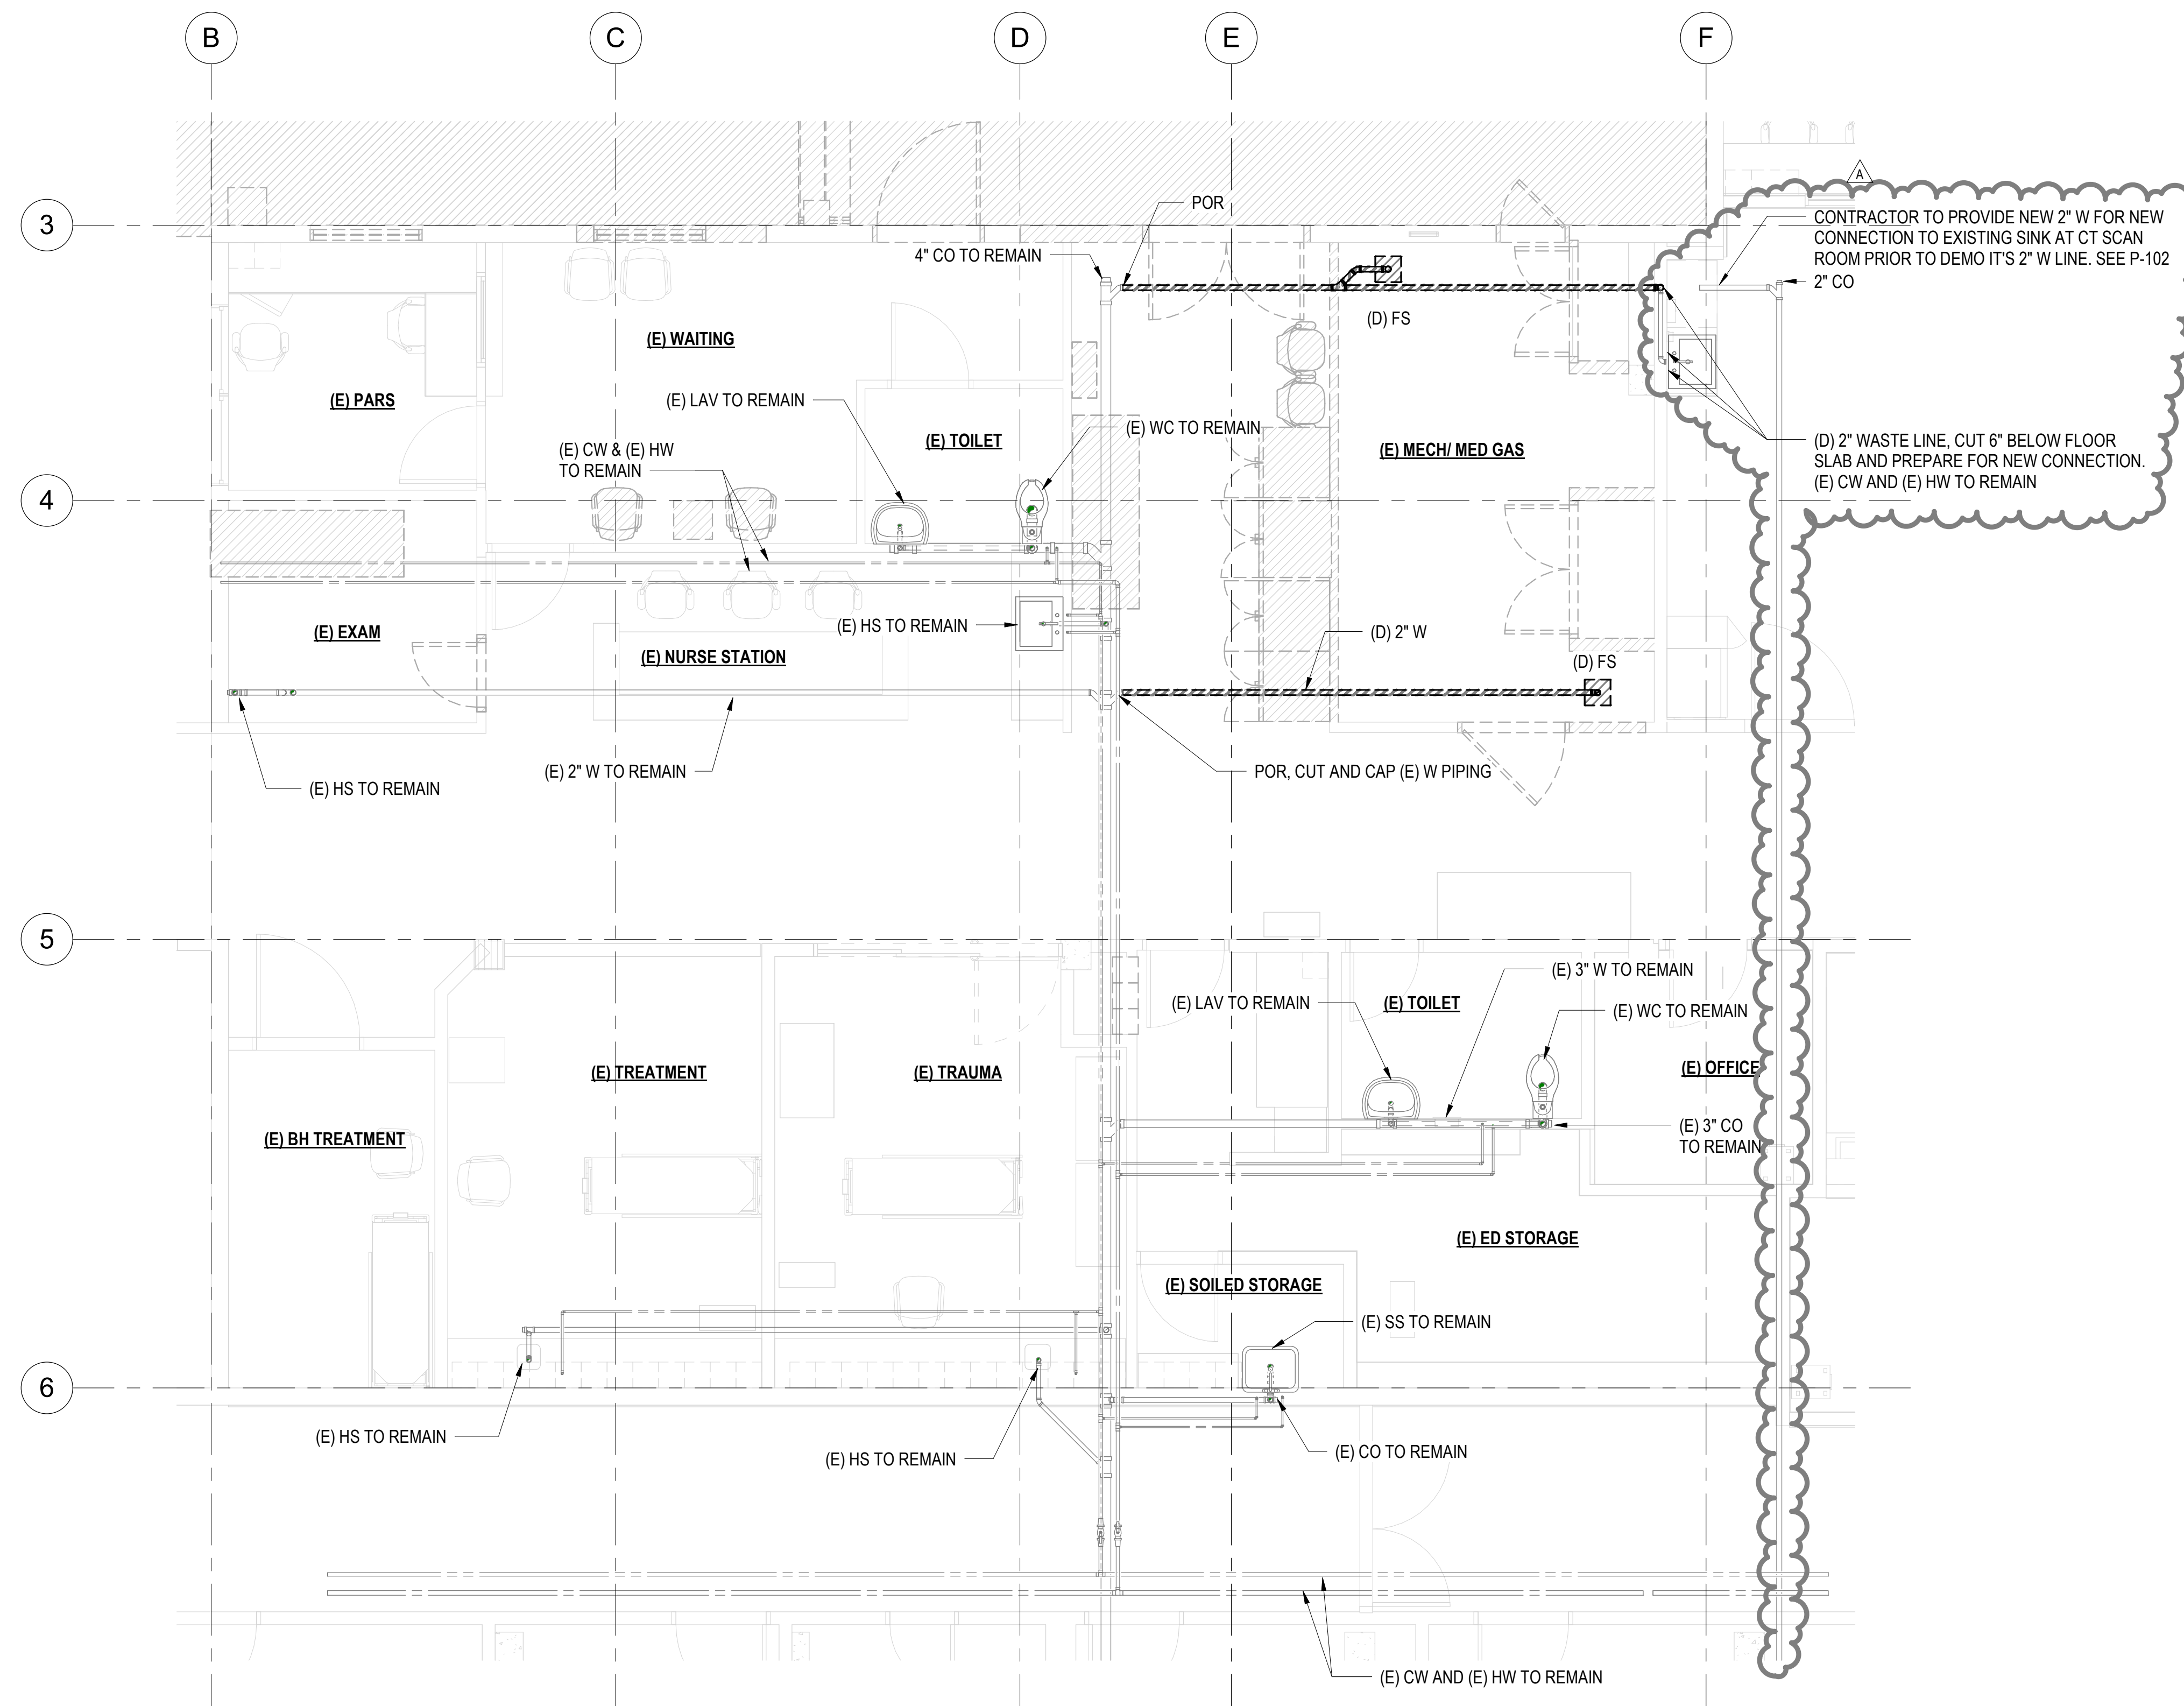 B
C
D
E
F
3
4
5
6
A
POR
4" CO TO REMAIN
CONTRACTOR TO PROVIDE NEW 2" W FOR NEW
CONNECTION TO EXISTING SINK AT CT SCAN
ROOM PRIOR TO DEMO IT'S 2" W LINE. SEE P-102
2" CO
(D) FS
(E) WAITING
(E) PARS
(E) LAV TO REMAIN
(E) TOILET
(E) WC TO REMAIN
(E) MECH/ MED GAS
(E) CW & (E) HW
TO REMAIN
(D) 2" WASTE LINE, CUT 6" BELOW FLOOR
SLAB AND PREPARE FOR NEW CONNECTION.
(E) CW AND (E) HW TO REMAIN
(E) EXAM
(E) HS TO REMAIN
(E) NURSE STATION
(D) 2" W
(D) FS
(E) HS TO REMAIN
(E) 2" W TO REMAIN
POR, CUT AND CAP (E) W PIPING
(E) 3" W TO REMAIN
(E) LAV TO REMAIN
(E) TOILET
(E) WC TO REMAIN
(E) TREATMENT
(E) TRAUMA
(E) OFFICE
(E) BH TREATMENT
(E) 3" CO
TO REMAIN
(E) ED STORAGE
(E) SOILED STORAGE
(E) SS TO REMAIN
(E) HS TO REMAIN
(E) HS TO REMAIN
(E) CO TO REMAIN
(E) CW AND (E) HW TO REMAIN